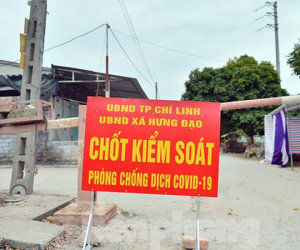 UBND TP.CHÍ LINH
UBND XÃ HƯNG ĐẠO
CHỐT KIỂM SOÁT
PHÒNG CHỐNG DỊCH COVID-19